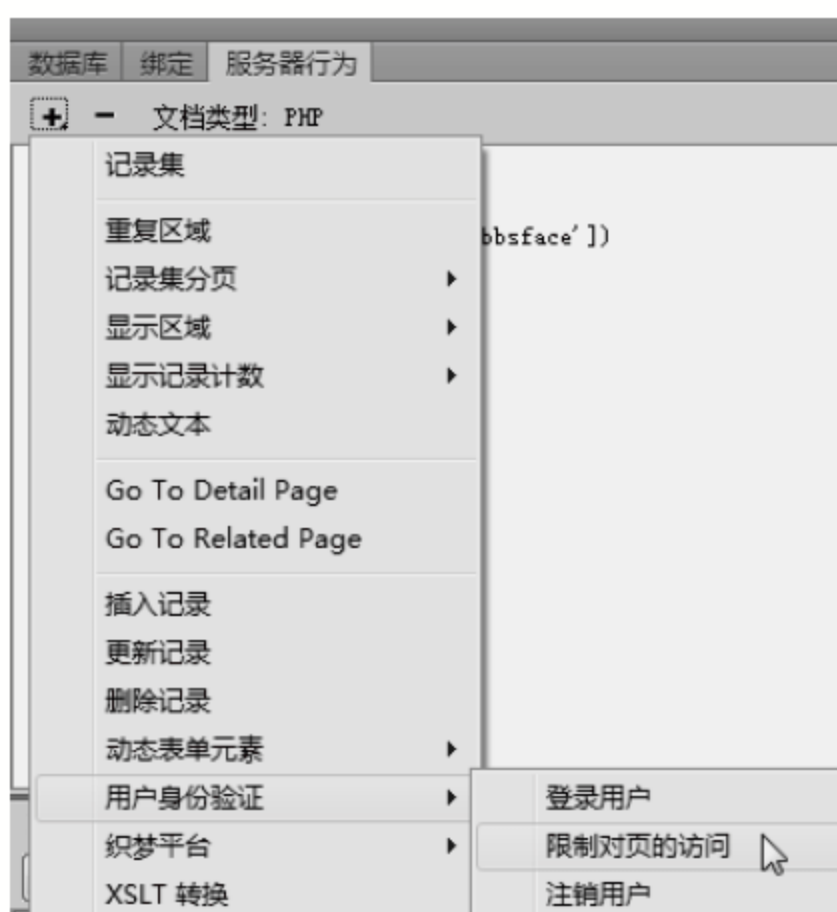 数据库 绑定 服务器行为
+ − 文档类型: PHP
记录集
重复区域
bbsface'])
记录集分页
显示区域
显示记录计数
动态文本
Go To Detail Page
Go To Related Page
插入记录
更新记录
删除记录
动态表单元素
用户身份验证
登录用户
织梦平台
限制对页的访问
XSLT 转换
注销用户